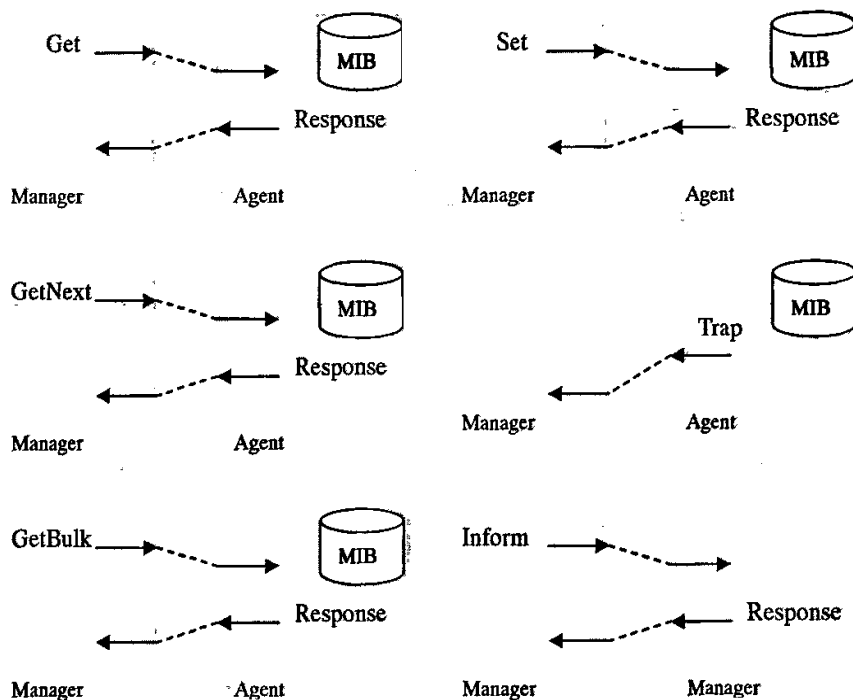 Get
MIB
Response
Manager Agent
Set
MIB
Response
Manager Agent
GetNext
MIB
Response
Manager Agent
MIB
Trap
Manager Agent
GetBulk
MIB
Response
Manager Agent
Inform
Response
Manager Manager